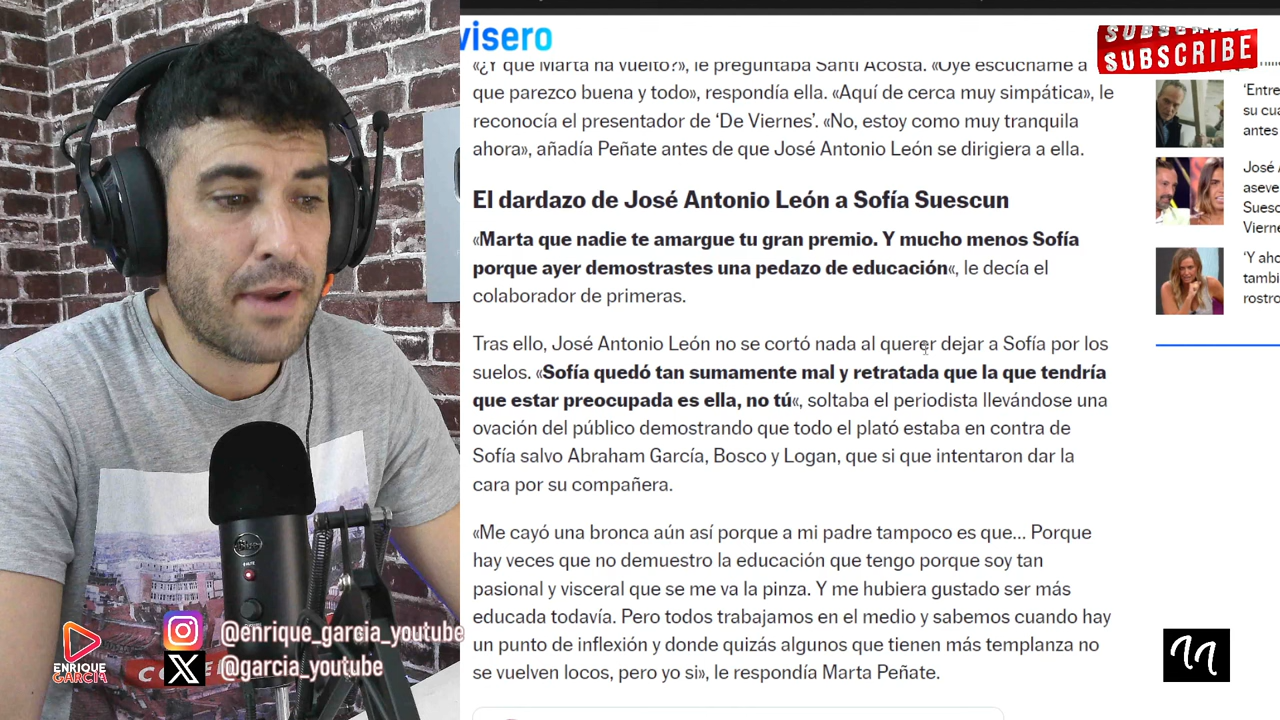 visero
SUBSCRIBE
SUBSCRIBE
«¿Y que Marta ha vuelto?», le preguntaba Santi Acosta. «Oye escúchame a
que parezco buena y todo», respondía ella. «Aquí de cerca muy simpática», le
reconocía el presentador de ‘De Viernes’. «No, estoy como muy tranquila
ahora», añadía Peñate antes de que José Antonio León se dirigiera a ella.
El dardazo de José Antonio León a Sofía Suescun
«Marta que nadie te amargue tu gran premio. Y mucho menos Sofía
porque ayer demostrastes una pedazo de educación«, le decía el
colaborador de primeras.
Tras ello, José Antonio León no se cortó nada al querer dejar a Sofía por los
suelos. «Sofía quedó tan sumamente mal y retratada que la que tendría
que estar preocupada es ella, no tú«, soltaba el periodista llevándose una
ovación del público demostrando que todo el plató estaba en contra de
Sofía salvo Abraham García, Bosco y Logan, que si que intentaron dar la
cara por su compañera.
«Me cayó una bronca aún así porque a mi padre tampoco es que... Porque
hay veces que no demuestro la educación que tengo porque soy tan
pasional y visceral que se me va la pinza. Y me hubiera gustado ser más
educada todavía. Pero todos trabajamos en el medio y sabemos cuando hay
un punto de inflexión y donde quizás algunos que tienen más templanza no
se vuelven locos, pero yo si», le respondía Marta Peñate.
‘Entre
su cua
antes
José A
aseve
Suesc
Vierne
‘Y aho
tambi
rostro
@enrique_garcia_youtube
@garcia_youtube
ENRIQUE
GARCIA